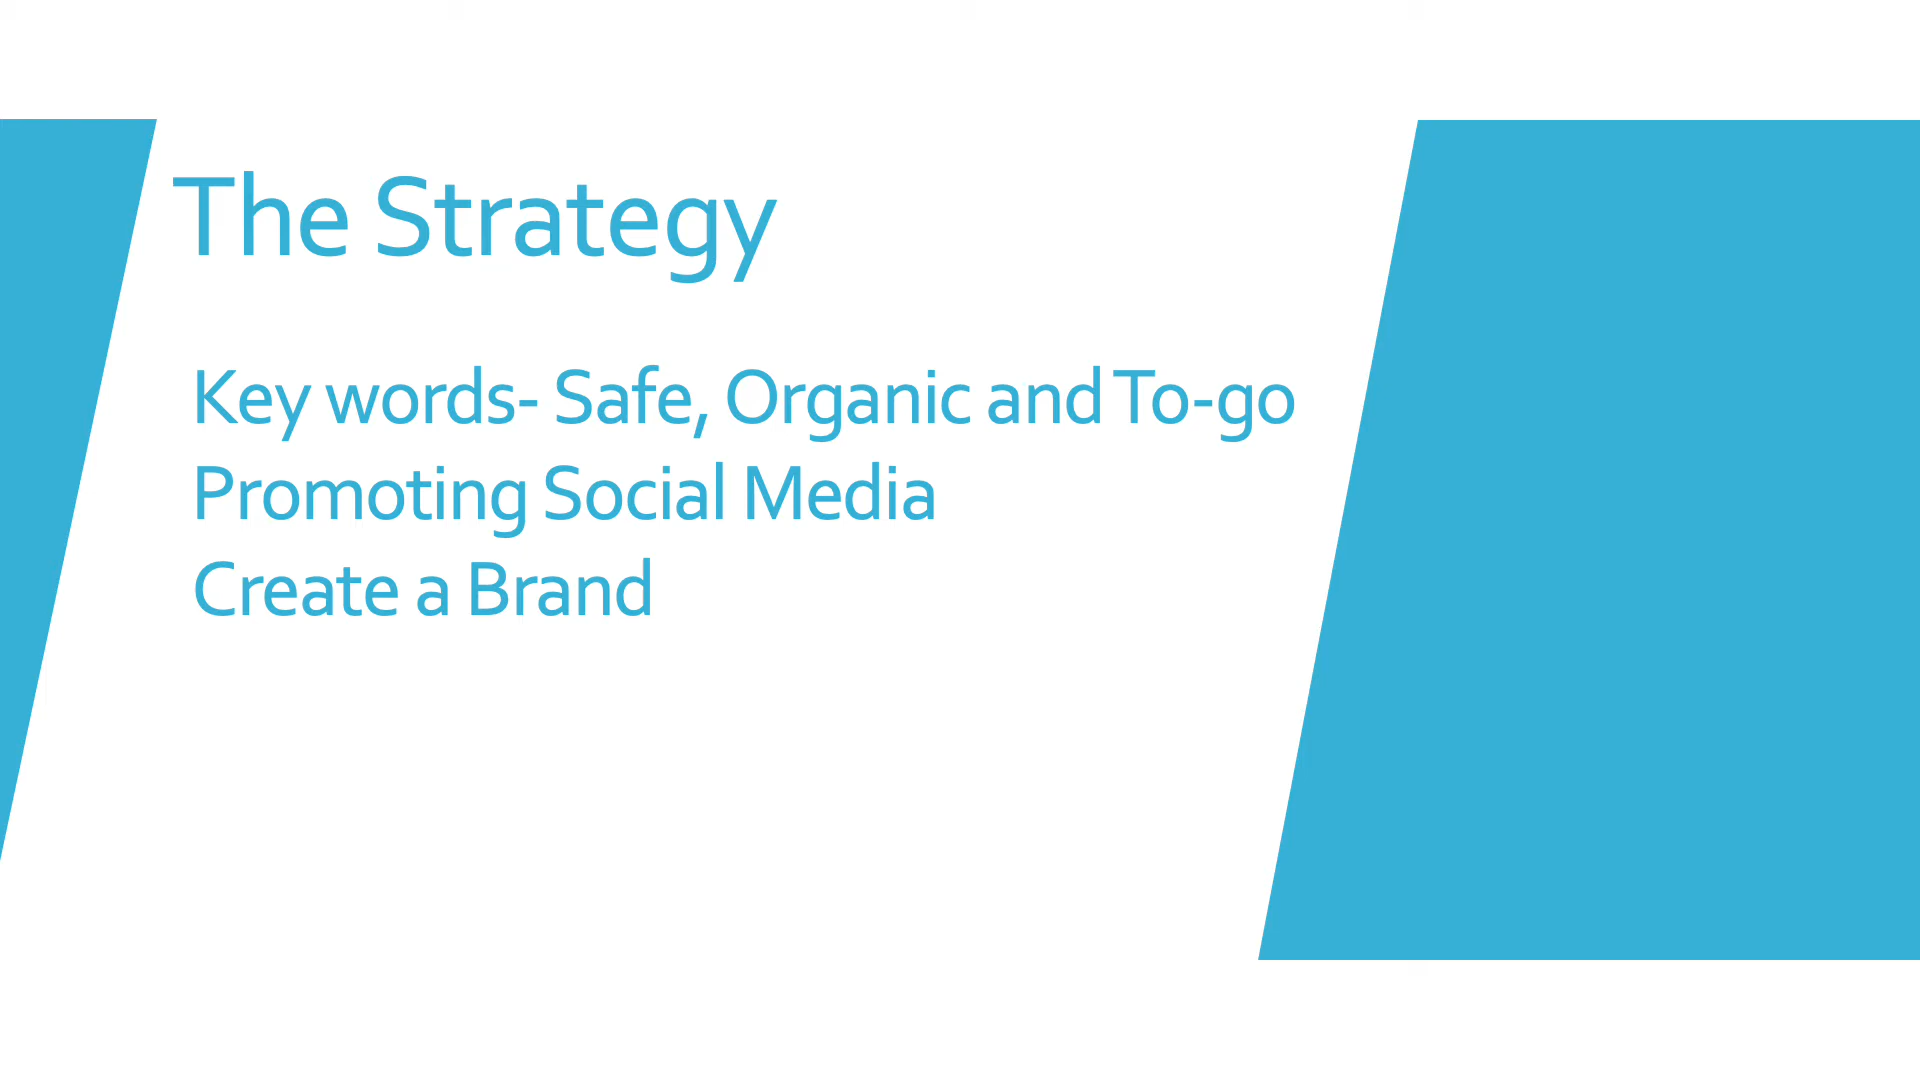 The Strategy
Key words- Safe, Organic and To-go
Promoting Social Media
Create a Brand